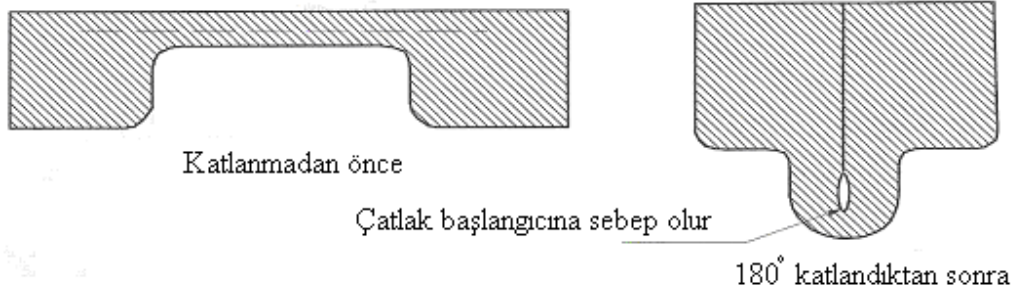 Katlanmadan önce
Çatlak başlangıcına sebep olur
180° katlandıktan sonra